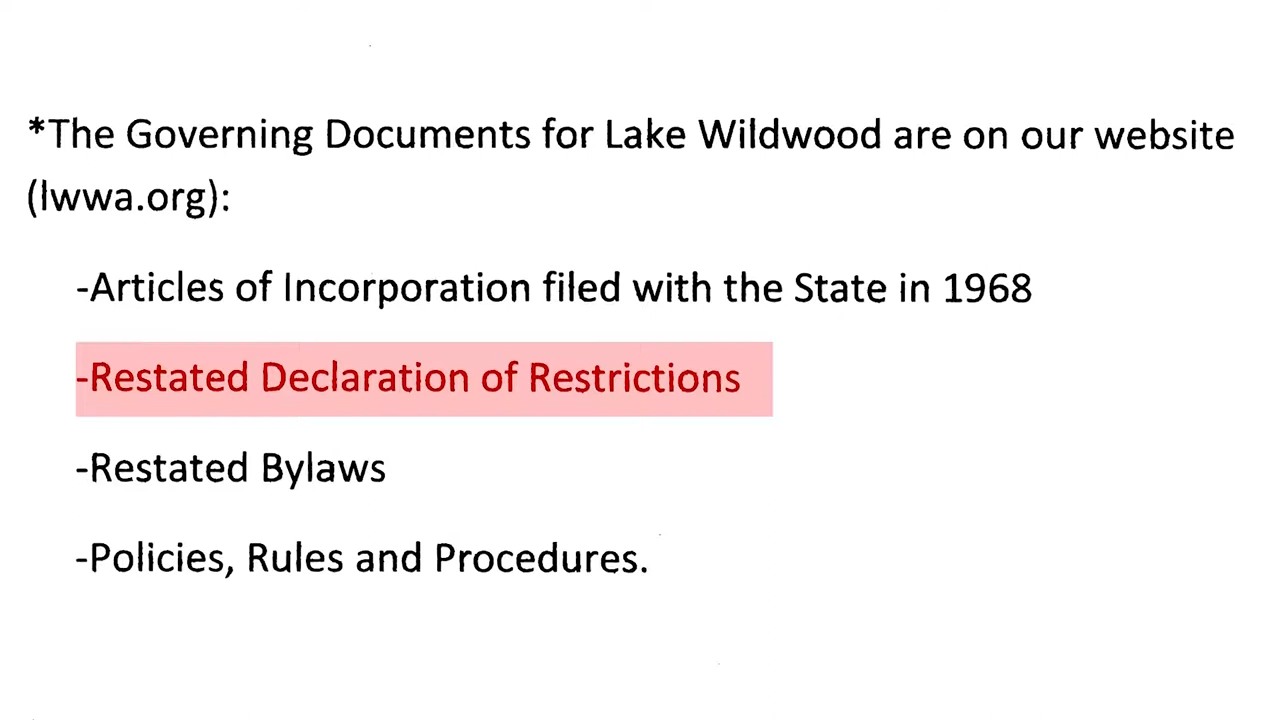 *The Governing Documents for Lake Wildwood are on our website
(lwwa.org):
-Articles of Incorporation filed with the State in 1968
-Restated Declaration of Restrictions
-Restated Bylaws
-Policies, Rules and Procedures.